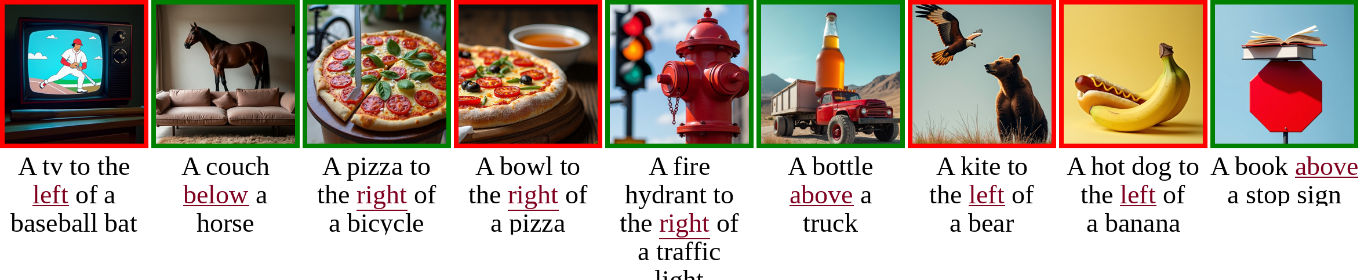 A tv to the
left of a
baseball bat
A couch
below a
horse
A pizza to
the right of
a bicycle
A bowl to
the right of
a pizza
A fire
hydrant to
the right of
a traffic
light
A bottle
above a
truck
A kite to
the left of
a bear
A hot dog to
the left of
a banana
A book above
a stop sign